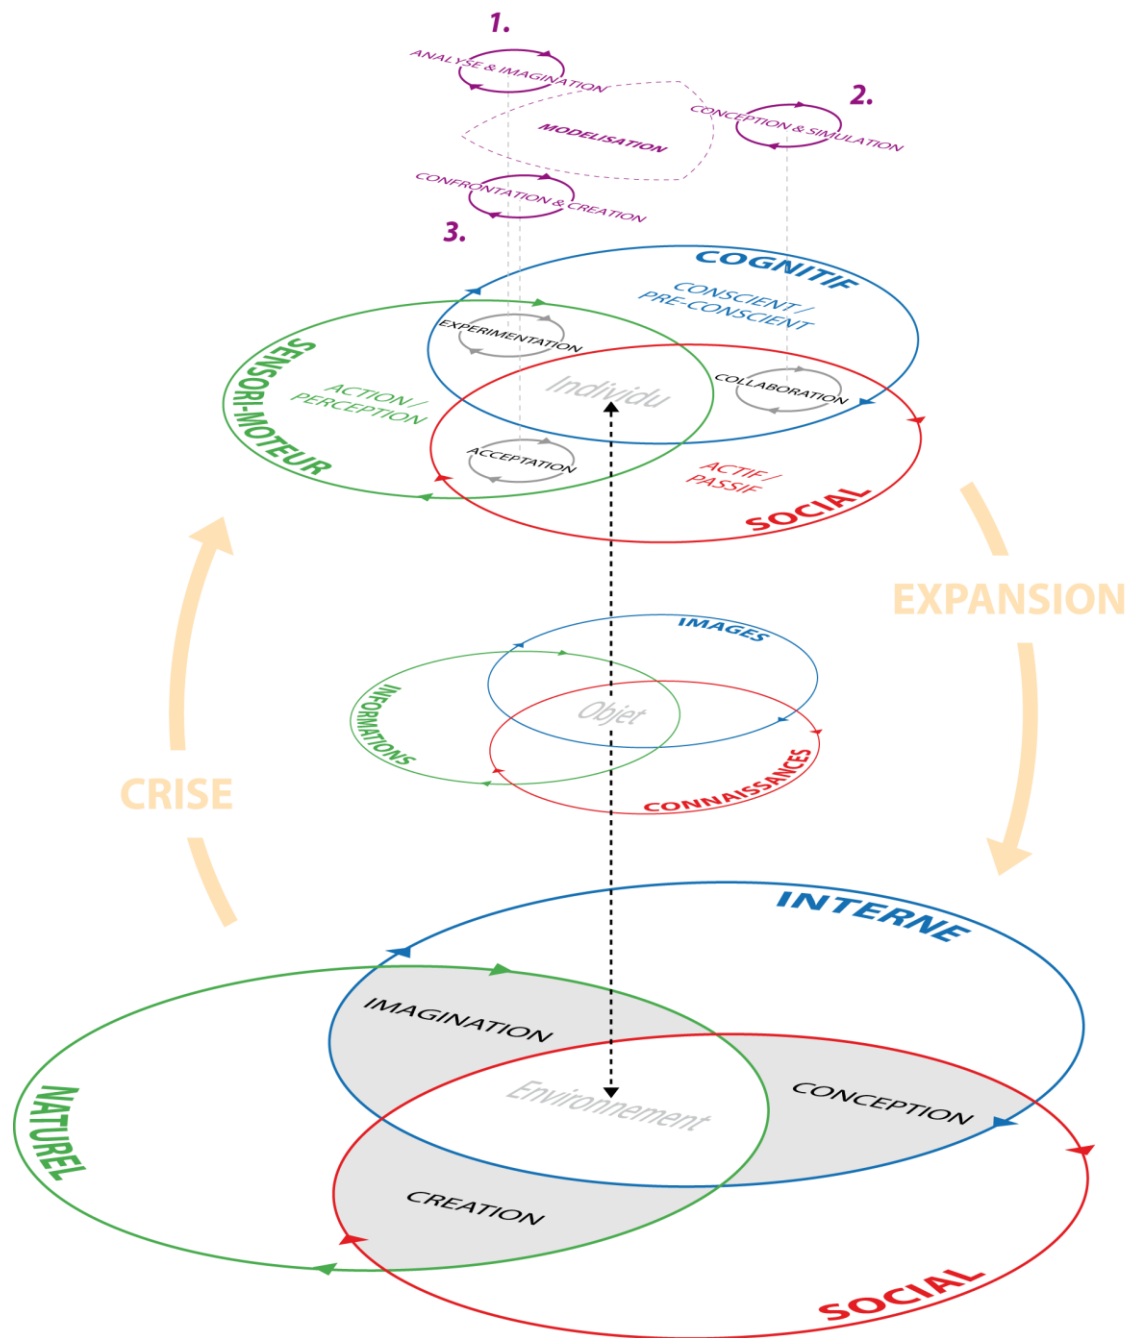 1.
ANALYSE & IMAGINATION
2.
CONCEPTION & SIMULATION
MODELISATION
CONFRONTATION & CREATION
3.
COGNITIF
CONSCIENT /
PRE-CONSCIENT
EXPERIMENTATION
SENSORI-MOTEUR
ACTION /
PERCEPTION
Individu
COLLABORATION
ACCEPTATION
ACTIF /
PASSIF
SOCIAL
EXPANSION
IMAGES
INFORMATIONS
Objet
CONNAISSANCES
CRISE
INTERNE
IMAGINATION
NATUREL
Environnement
CONCEPTION
CREATION
SOCIAL